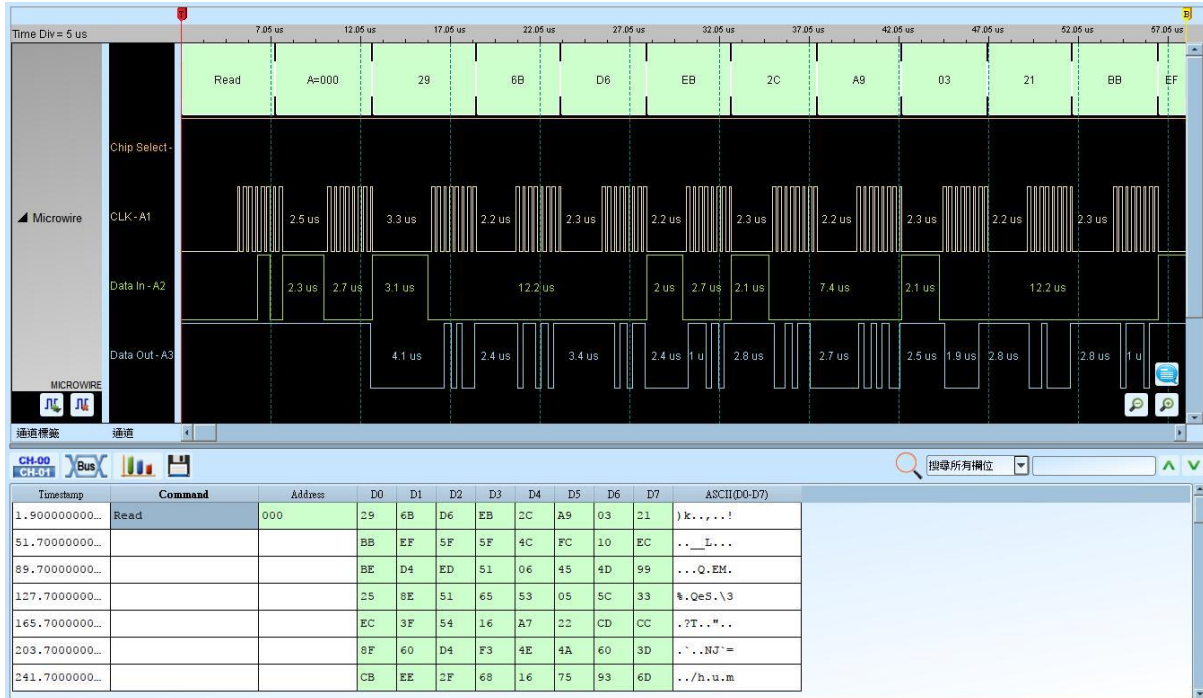 Time Div = 5 us
7.05 us 12.05 us 17.05 us 22.05 us 27.05 us 32.05 us 37.05 us 42.05 us 47.05 us 52.05 us 57.05 us
B
Read A=000 29 6B D6 EB 2C A9 03 21 BB EF
Chip Select -
Microwire
CLK - A1
2.5 us 3.3 us 2.2 us 2.3 us 2.2 us 2.3 us 2.2 us 2.3 us 2.2 us 2.3 us
Data In - A2
2.3 us 2.7 us 3.1 us 12.2 us 2 us 2.7 us 2.1 us 7.4 us 2.1 us 12.2 us
Data Out - A3
4.1 us 2.4 us 3.4 us 2.4 us 1 u 2.8 us 2.7 us 2.5 us 1.9 us 2.8 us 2.8 us 1 u
MICROWIRE
通道標籤 通道
CH-00
CH-01
Bus
搜尋所有欄位
Timestamp Command Address D0 D1 D2 D3 D4 D5 D6 D7 ASCII(D0-D7)
1.900000000... Read 000 29 6B D6 EB 2C A9 03 21 )k..,..!
51.70000000... BB EF 5F 5F 4C FC 10 EC ..__L...
89.70000000... BE D4 ED 51 06 45 4D 99 ...Q.EM.
127.7000000... 25 8E 51 65 53 05 5C 33 %.QeS.\3
165.7000000... EC 3F 54 16 A7 22 CD CC .?T.."..
203.7000000... 8F 60 D4 F3 4E 4A 60 3D .`..NJ`=
241.7000000... CB EE 2F 68 16 75 93 6D ../h.u.m